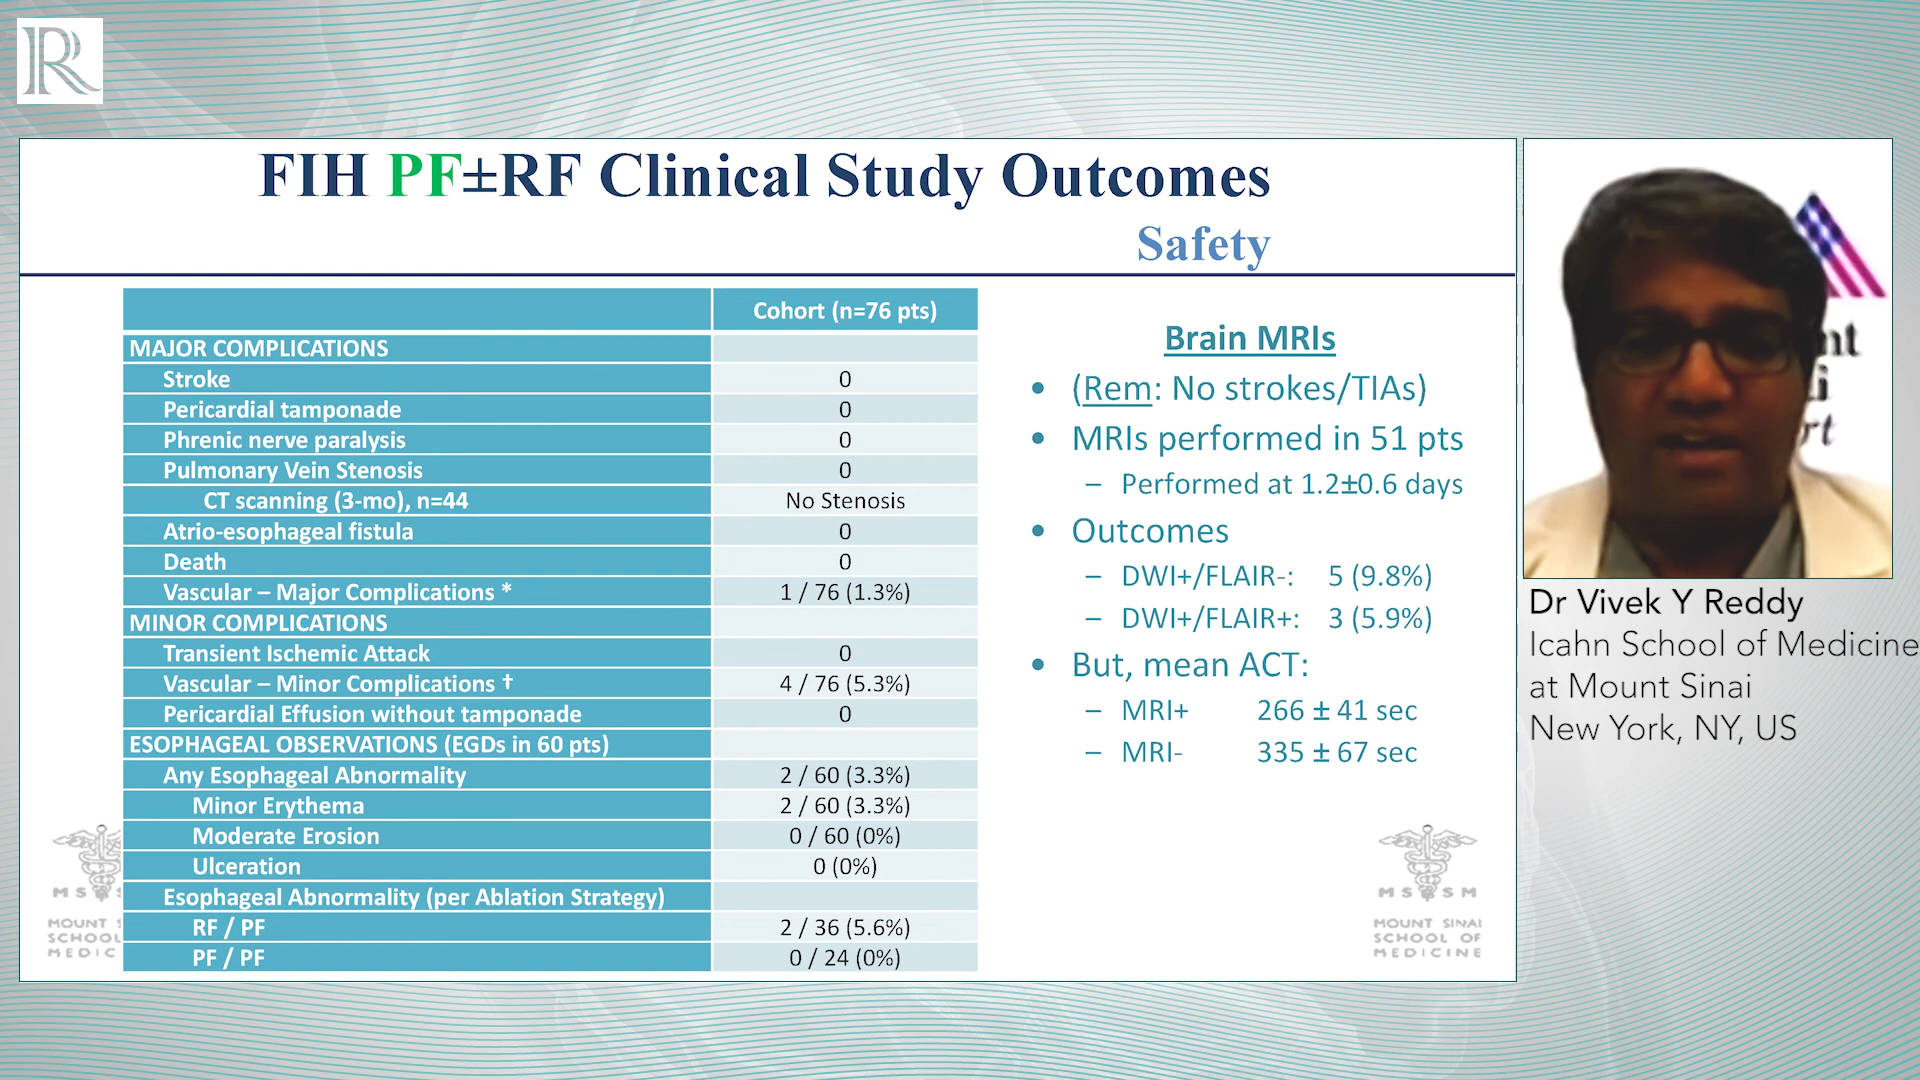 R
FIH PF±RF Clinical Study Outcomes
Safety
Cohort (n=76 pts)
MAJOR COMPLICATIONS
Stroke 0
Pericardial tamponade 0
Phrenic nerve paralysis 0
Pulmonary Vein Stenosis 0
CT scanning (3-mo), n=44 No Stenosis
Atrio-esophageal fistula 0
Death 0
Vascular – Major Complications * 1 / 76 (1.3%)
MINOR COMPLICATIONS
Transient Ischemic Attack 0
Vascular – Minor Complications † 4 / 76 (5.3%)
Pericardial Effusion without tamponade 0
ESOPHAGEAL OBSERVATIONS (EGDs in 60 pts)
Any Esophageal Abnormality 2 / 60 (3.3%)
Minor Erythema 2 / 60 (3.3%)
Moderate Erosion 0 / 60 (0%)
Ulceration 0 (0%)
Esophageal Abnormality (per Ablation Strategy)
RF / PF 2 / 36 (5.6%)
PF / PF 0 / 24 (0%)
Brain MRIs
• (Rem: No strokes/TIAs)
• MRIs performed in 51 pts
– Performed at 1.2±0.6 days
• Outcomes
– DWI+/FLAIR-: 5 (9.8%)
– DWI+/FLAIR+: 3 (5.9%)
• But, mean ACT:
– MRI+ 266 ± 41 sec
– MRI- 335 ± 67 sec
M S
MOUNT
SCHOOL
MEDIC
M S S M
MOUNT SINAI
SCHOOL OF
MEDICINE
Dr Vivek Y Reddy
Icahn School of Medicine
at Mount Sinai
New York, NY, US